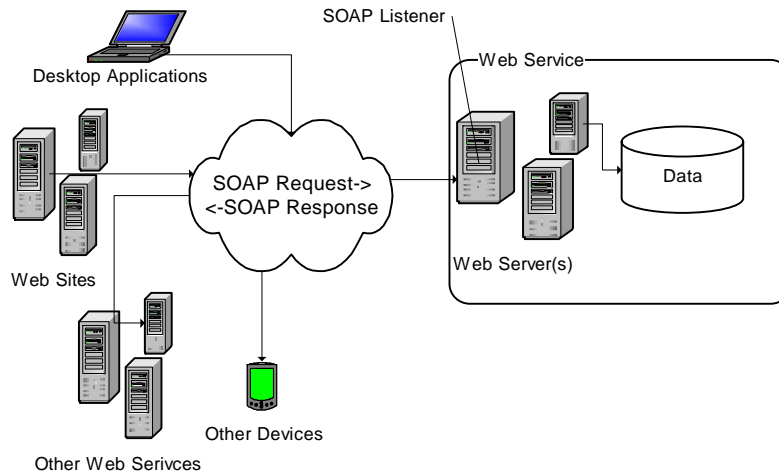 SOAP Listener
Desktop Applications
Web Service
SOAP Request->
<-SOAP Response
Data
Web Sites
Web Server(s)
Other Devices
Other Web Serivces